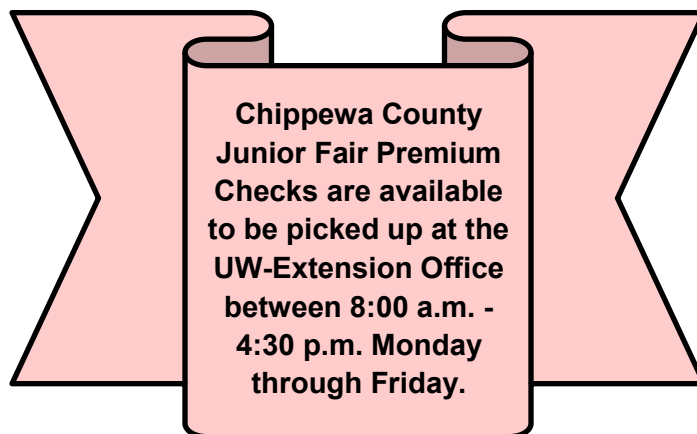 Chippewa County
Junior Fair Premium
Checks are available
to be picked up at the
UW-Extension Office
between 8:00 a.m. -
4:30 p.m. Monday
through Friday.